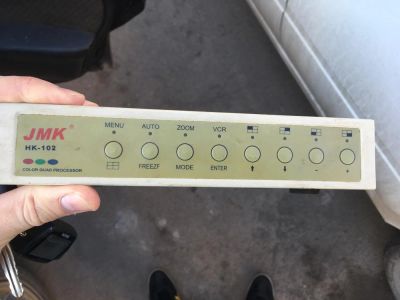 JMK®
HK-102
COLOR QUAD PROCESSOR
MENU AUTO ZOOM VCR
FREEZF MODE ENTER ↑ ↓ - +